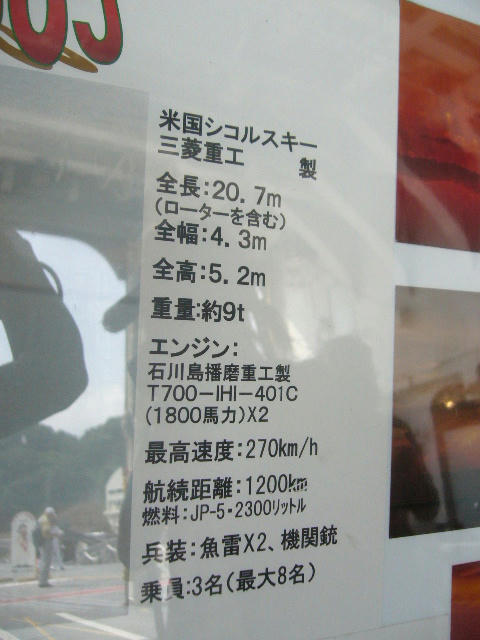 米国シコルスキー
三菱重工 製
全長:20.7m
(ローターを含む)
全幅:4.3m
全高:5.2m
重量:約9t
エンジン:
石川島播磨重工製
T700-IHI-401C
(1800馬力)X2
最高速度:270km/h
航続距離:1200km
燃料:JP-5・2300リットル
兵装:魚雷X2、機関銃
乗員:3名(最大8名)